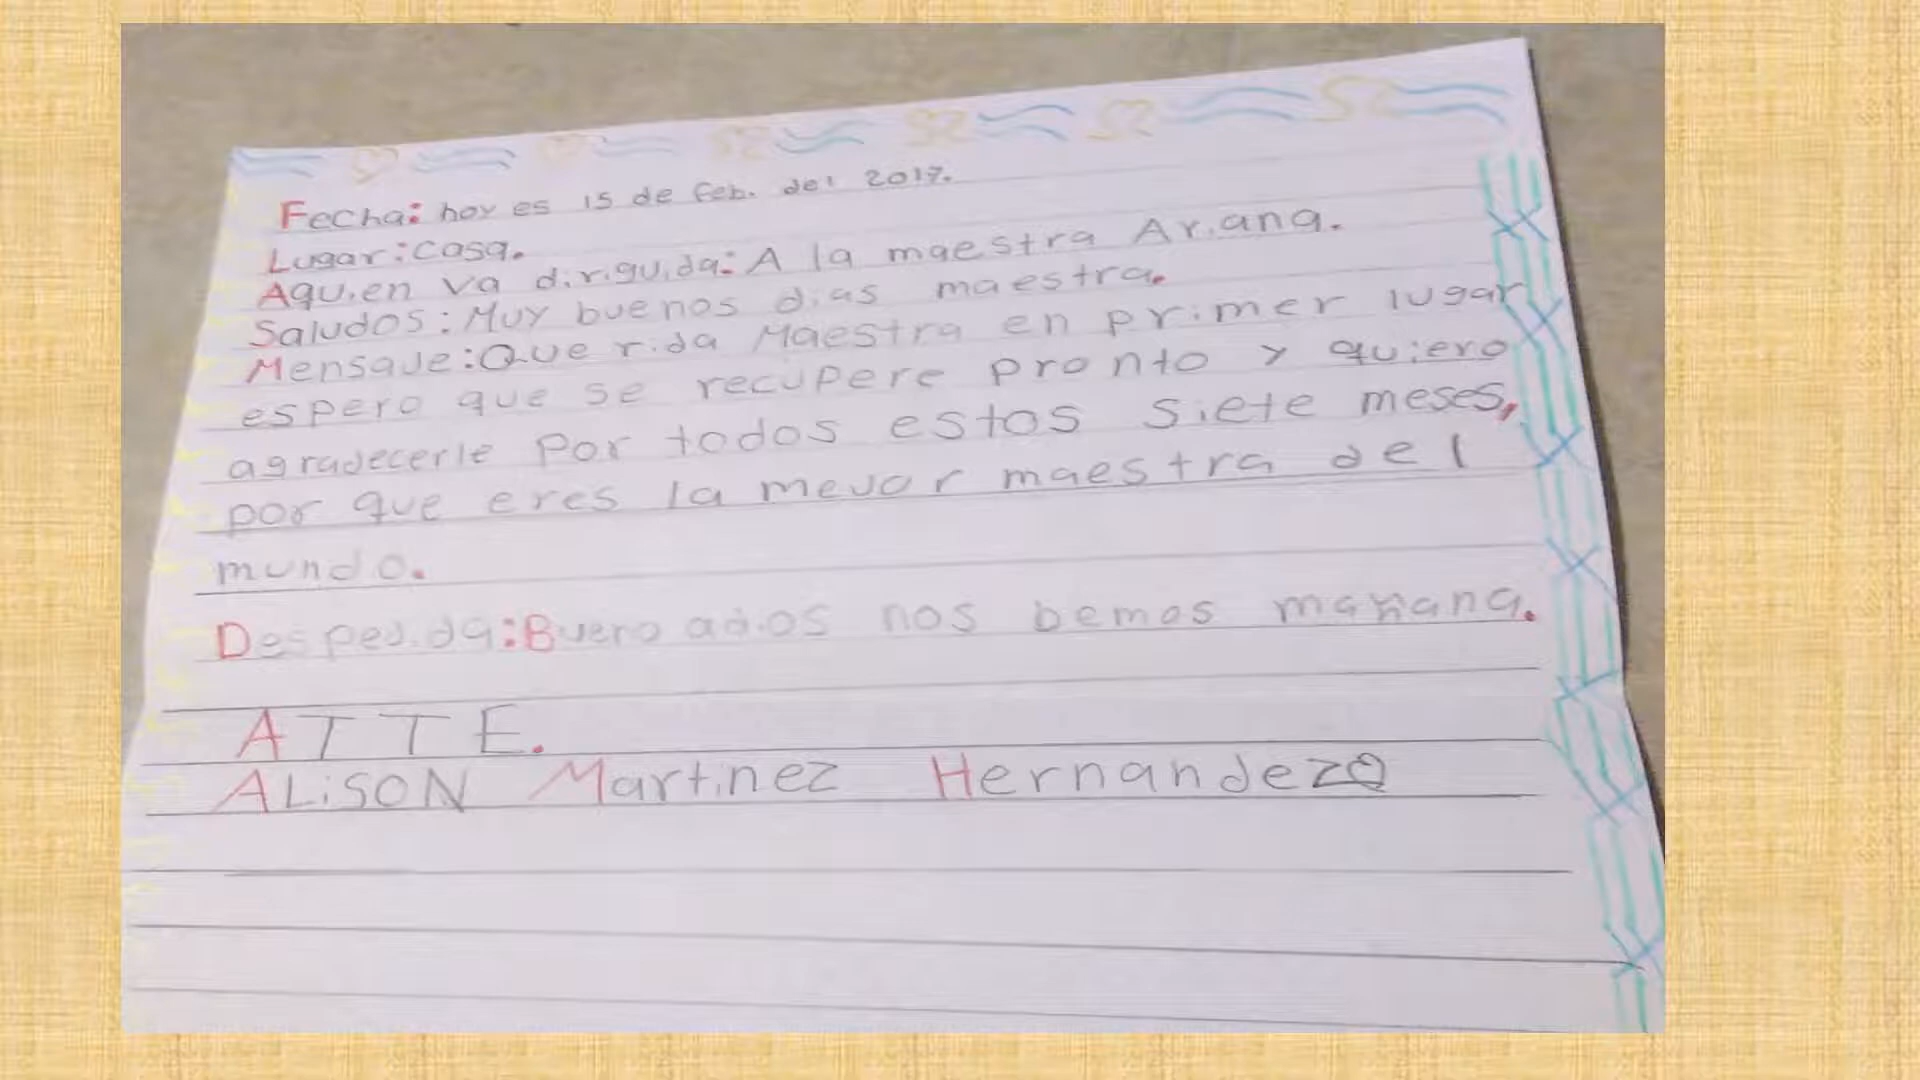 Fecha: hoy es 15 de feb. del 2017.
Lugar: casa.
Aquien va diriguida: A la maestra Ariana.
Saludos: Muy buenos dias maestra.
Mensaje: Querida Maestra en primer lugar
espero que se recupere pronto y quiero
agradecerle por todos estos siete meses,
por que eres la mejor maestra del
mundo.
Despedida: Bueno adios nos bemos mañana.
ATTE.
ALiSON Martinez Hernandez